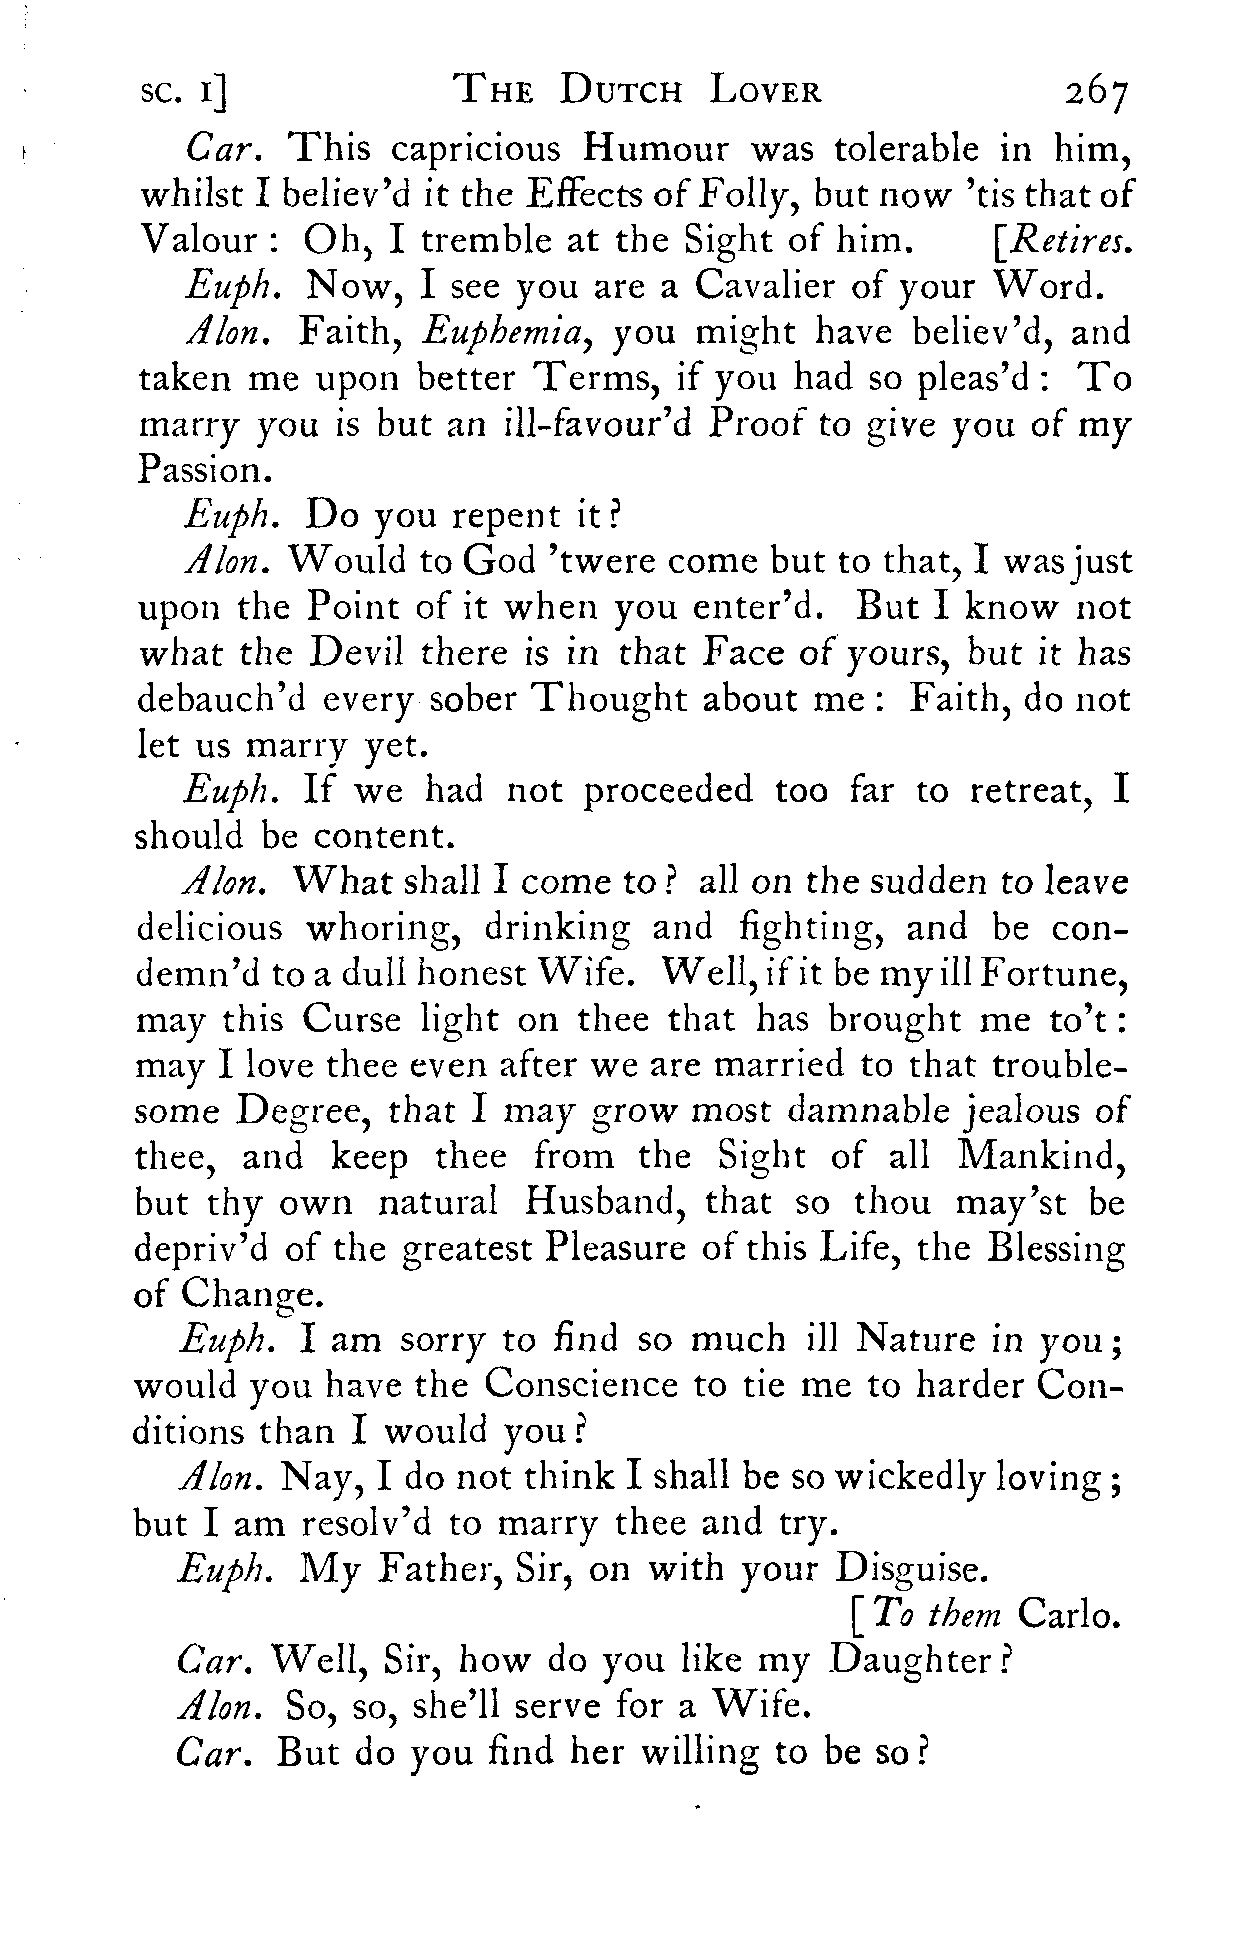 SC. I] THE DUTCH LOVER 267
Car. This capricious Humour was tolerable in him,
whilst I believ'd it the Effects of Folly, but now 'tis that of
Valour : Oh, I tremble at the Sight of him. [Retires.
Euph. Now, I see you are a Cavalier of your Word.
Alon. Faith, Euphemia, you might have believ'd, and
taken me upon better Terms, if you had so pleas'd : To
marry you is but an ill-favour'd Proof to give you of my
Passion.
Euph. Do you repent it ?
Alon. Would to God 'twere come but to that, I was just
upon the Point of it when you enter'd. But I know not
what the Devil there is in that Face of yours, but it has
debauch'd every sober Thought about me : Faith, do not
let us marry yet.
Euph. If we had not proceeded too far to retreat, I
should be content.
Alon. What shall I come to ? all on the sudden to leave
delicious whoring, drinking and fighting, and be con-
demn'd to a dull honest Wife. Well, if it be my ill Fortune,
may this Curse light on thee that has brought me to't :
may I love thee even after we are married to that trouble-
some Degree, that I may grow most damnable jealous of
thee, and keep thee from the Sight of all Mankind,
but thy own natural Husband, that so thou may'st be
depriv'd of the greatest Pleasure of this Life, the Blessing
of Change.
Euph. I am sorry to find so much ill Nature in you ;
would you have the Conscience to tie me to harder Con-
ditions than I would you ?
Alon. Nay, I do not think I shall be so wickedly loving ;
but I am resolv'd to marry thee and try.
Euph. My Father, Sir, on with your Disguise.
[To them Carlo.
Car. Well, Sir, how do you like my Daughter ?
Alon. So, so, she'll serve for a Wife.
Car. But do you find her willing to be so ?